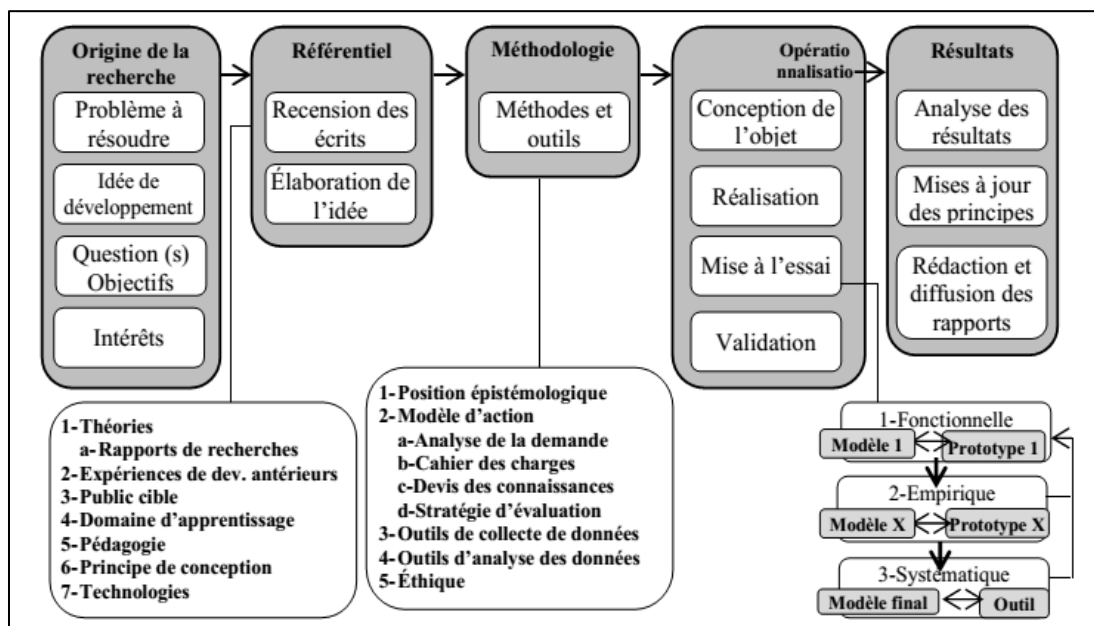 Origine de la
recherche
Problème à
résoudre
Idée de
développement
Question (s)
Objectifs
Intérêts
Référentiel
Recension des
écrits
Élaboration de
l'idée
Méthodologie
Méthodes et
outils
Opératio
nnalisatio
Conception de
l'objet
Réalisation
Mise à l'essai
Validation
Résultats
Analyse des
résultats
Mises à jour
des principes
Rédaction et
diffusion des
rapports
1-Théories
a-Rapports de recherches
2-Expériences de dev. antérieurs
3-Public cible
4-Domaine d'apprentissage
5-Pédagogie
6-Principe de conception
7-Technologies
1-Position épistémologique
2-Modèle d'action
a-Analyse de la demande
b-Cahier des charges
c-Devis des connaissances
d-Stratégie d'évaluation
3-Outils de collecte de données
4-Outils d'analyse des données
5-Éthique
1-Fonctionnelle
Modèle 1 Prototype 1
2-Empirique
Modèle X Prototype X
3-Systématique
Modèle final Outil